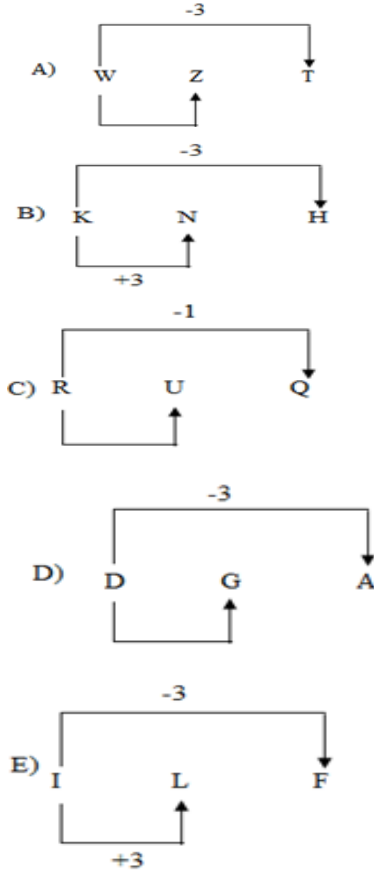 -3
A) W Z T
-3
B) K N H
+3
-1
C) R U Q
-3
D) D G A
-3
E) I L F
+3